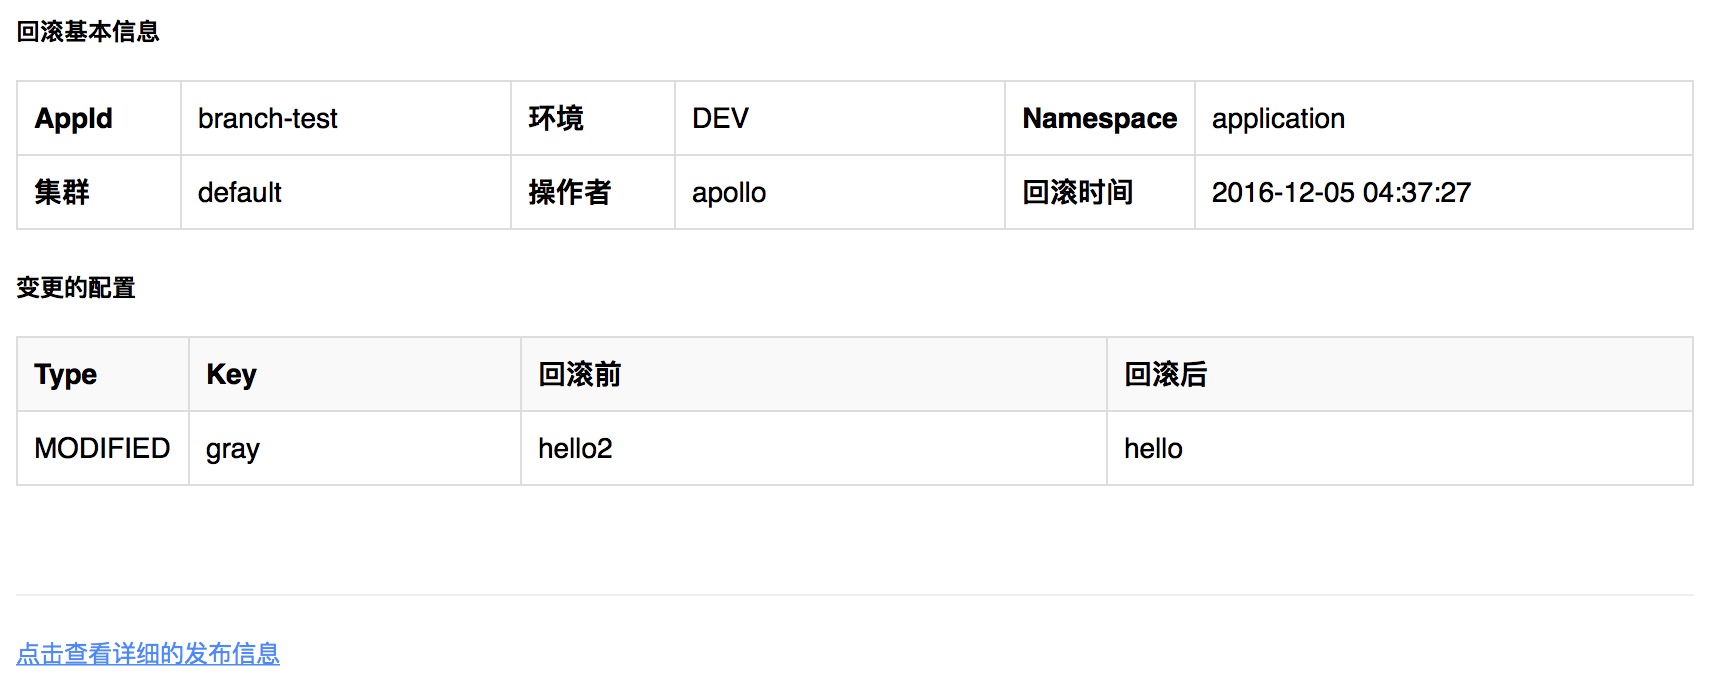 回滚基本信息
AppId branch-test 环境 DEV Namespace application
集群 default 操作者 apollo 回滚时间 2016-12-05 04:37:27
变更的配置
Type Key 回滚前 回滚后
MODIFIED gray hello2 hello
点击查看详细的发布信息